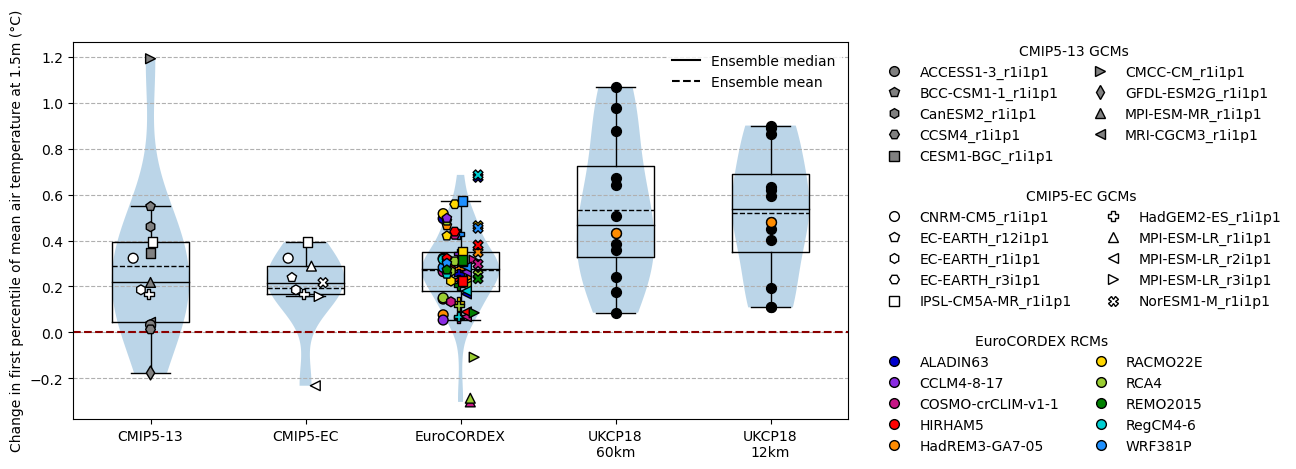 Change in first percentile of mean air temperature at 1.5m (°C)
1.2
1.0
0.8
0.6
0.4
0.2
0.0
−0.2
Ensemble median
Ensemble mean
CMIP5-13
CMIP5-EC
EuroCORDEX
UKCP18
60km
UKCP18
12km
CMIP5-13 GCMs
ACCESS1-3_r1i1p1
BCC-CSM1-1_r1i1p1
CanESM2_r1i1p1
CCSM4_r1i1p1
CESM1-BGC_r1i1p1
CMCC-CM_r1i1p1
GFDL-ESM2G_r1i1p1
MPI-ESM-MR_r1i1p1
MRI-CGCM3_r1i1p1
CMIP5-EC GCMs
CNRM-CM5_r1i1p1
EC-EARTH_r12i1p1
EC-EARTH_r1i1p1
EC-EARTH_r3i1p1
IPSL-CM5A-MR_r1i1p1
HadGEM2-ES_r1i1p1
MPI-ESM-LR_r1i1p1
MPI-ESM-LR_r2i1p1
MPI-ESM-LR_r3i1p1
NorESM1-M_r1i1p1
EuroCORDEX RCMs
ALADIN63
CCLM4-8-17
COSMO-crCLIM-v1-1
HIRHAM5
HadREM3-GA7-05
RACMO22E
RCA4
REMO2015
RegCM4-6
WRF381P